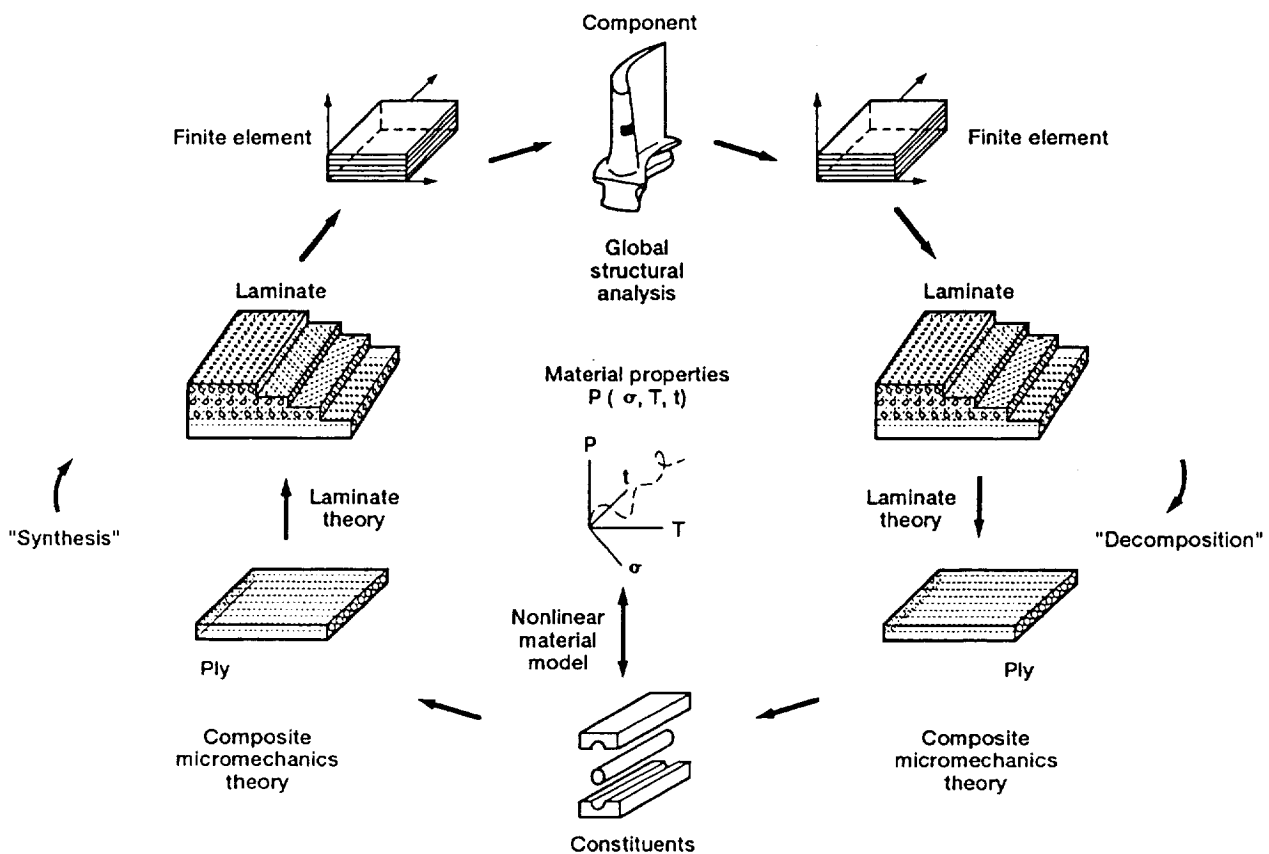 Component
Finite element
Finite element
Global
structural
analysis
Laminate
Laminate
Material properties
P ( σ, T, t)
P
t
T
σ
Laminate
theory
Laminate
theory
"Synthesis"
"Decomposition"
Nonlinear
material
model
Ply
Ply
Composite
micromechanics
theory
Composite
micromechanics
theory
Constituents